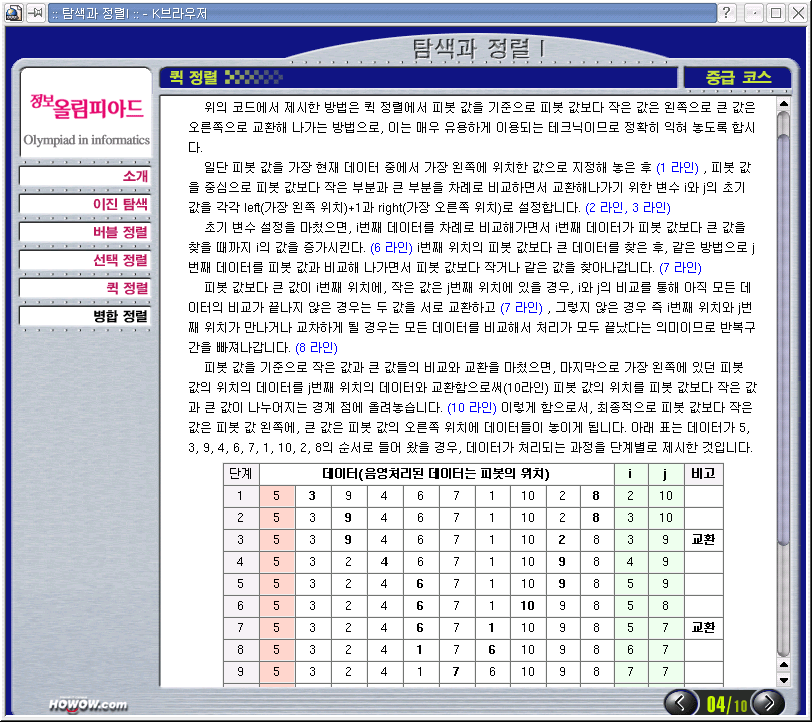 :: 탐색과 정렬I :: - K브라우저
탐색과 정렬 I
퀵 정렬
중급 코스
정보올림피아드
Olympiad in informatics
소개
이진 탐색
버블 정렬
선택 정렬
퀵 정렬
병합 정렬
위의 코드에서 제시한 방법은 퀵 정렬에서 피봇 값을 기준으로 피봇 값보다 작은 값은 왼쪽으로 큰 값은
오른쪽으로 교환해 나가는 방법으로, 이는 매우 유용하게 이용되는 테크닉이므로 정확히 익혀 놓도록 합시
다.
일단 피봇 값을 가장 현재 데이터 중에서 가장 왼쪽에 위치한 값으로 지정해 놓은 후 (1 라인) , 피봇 값
을 중심으로 피봇 값보다 작은 부분과 큰 부분을 차례로 비교하면서 교환해나가기 위한 변수 i와 j의 초기
값을 각각 left(가장 왼쪽 위치)+1과 right(가장 오른쪽 위치)로 설정합니다. (2 라인, 3 라인)
초기 변수 설정을 마쳤으면, i번째 데이터를 차례로 비교해가면서 i번째 데이터가 피봇 값보다 큰 값을
찾을 때까지 i의 값을 증가시킨다. (6 라인) i번째 위치의 피봇 값보다 큰 데이터를 찾은 후, 같은 방법으로 j
번째 데이터를 피봇 값과 비교해 나가면서 피봇 값보다 작거나 같은 값을 찾아나갑니다. (7 라인)
피봇 값보다 큰 값이 i번째 위치에, 작은 값은 j번째 위치에 있을 경우, i와 j의 비교를 통해 아직 모든 데
이터의 비교가 끝나지 않은 경우는 두 값을 서로 교환하고 (7 라인) , 그렇지 않은 경우 즉 i번째 위치와 j번
째 위치가 만나거나 교차하게 될 경우는 모든 데이터를 비교해서 처리가 모두 끝났다는 의미이므로 반복구
간을 빠져나갑니다. (8 라인)
피봇 값을 기준으로 작은 값과 큰 값들의 비교와 교환을 마쳤으면, 마지막으로 가장 왼쪽에 있던 피봇
값의 위치의 데이터를 j번째 위치의 데이터와 교환함으로써(10라인) 피봇 값의 위치를 피봇 값보다 작은 값
과 큰 값이 나누어지는 경계 점에 올려놓습니다. (10 라인) 이렇게 함으로서, 최종적으로 피봇 값보다 작은
값은 피봇 값 왼쪽에, 큰 값은 피봇 값의 오른쪽 위치에 데이터들이 놓이게 됩니다. 아래 표는 데이터가 5,
3, 9, 4, 6, 7, 1, 10, 2, 8의 순서로 들어 왔을 경우, 데이터가 처리되는 과정을 단계별로 제시한 것입니다.
단계 데이터(음영처리된 데이터는 피봇의 위치) i j 비고
1 5 3 9 4 6 7 1 10 2 8 2 10
2 5 3 9 4 6 7 1 10 2 8 3 10
3 5 3 9 4 6 7 1 10 2 8 3 9 교환
4 5 3 2 4 6 7 1 10 9 8 4 9
5 5 3 2 4 6 7 1 10 9 8 5 9
6 5 3 2 4 6 7 1 10 9 8 5 8
7 5 3 2 4 6 7 1 10 9 8 5 7 교환
8 5 3 2 4 1 7 6 10 9 8 6 7
9 5 3 2 4 1 7 6 10 9 8 7 7
HOWOW.com
04/10